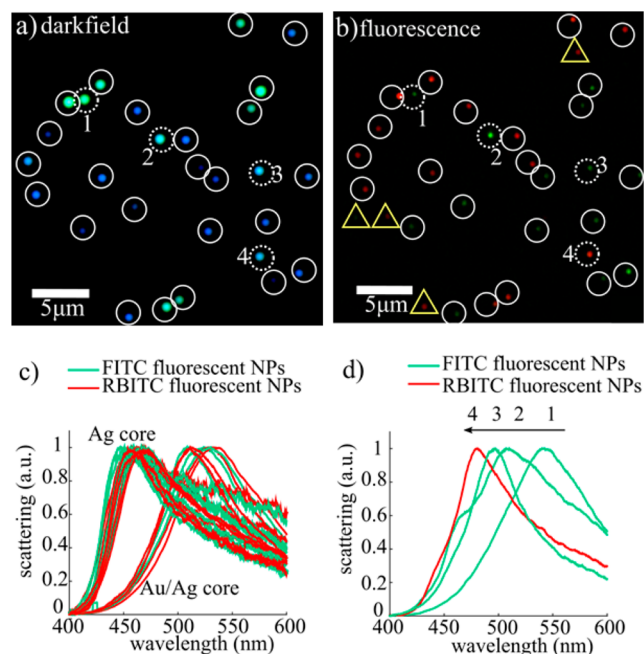 a) darkfield
1
2
3
4
5μm
b) fluorescence
1
2
3
4
5μm
c)
FITC fluorescent NPs
RBITC fluorescent NPs
Ag core
Au/Ag core
scattering (a.u.)
1
0.8
0.6
0.4
0.2
400 450 500 550 600
wavelength (nm)
d)
FITC fluorescent NPs
RBITC fluorescent NPs
4 3 2 1
scattering (a.u.)
1
0.8
0.6
0.4
0.2
400 450 500 550 600
wavelength (nm)